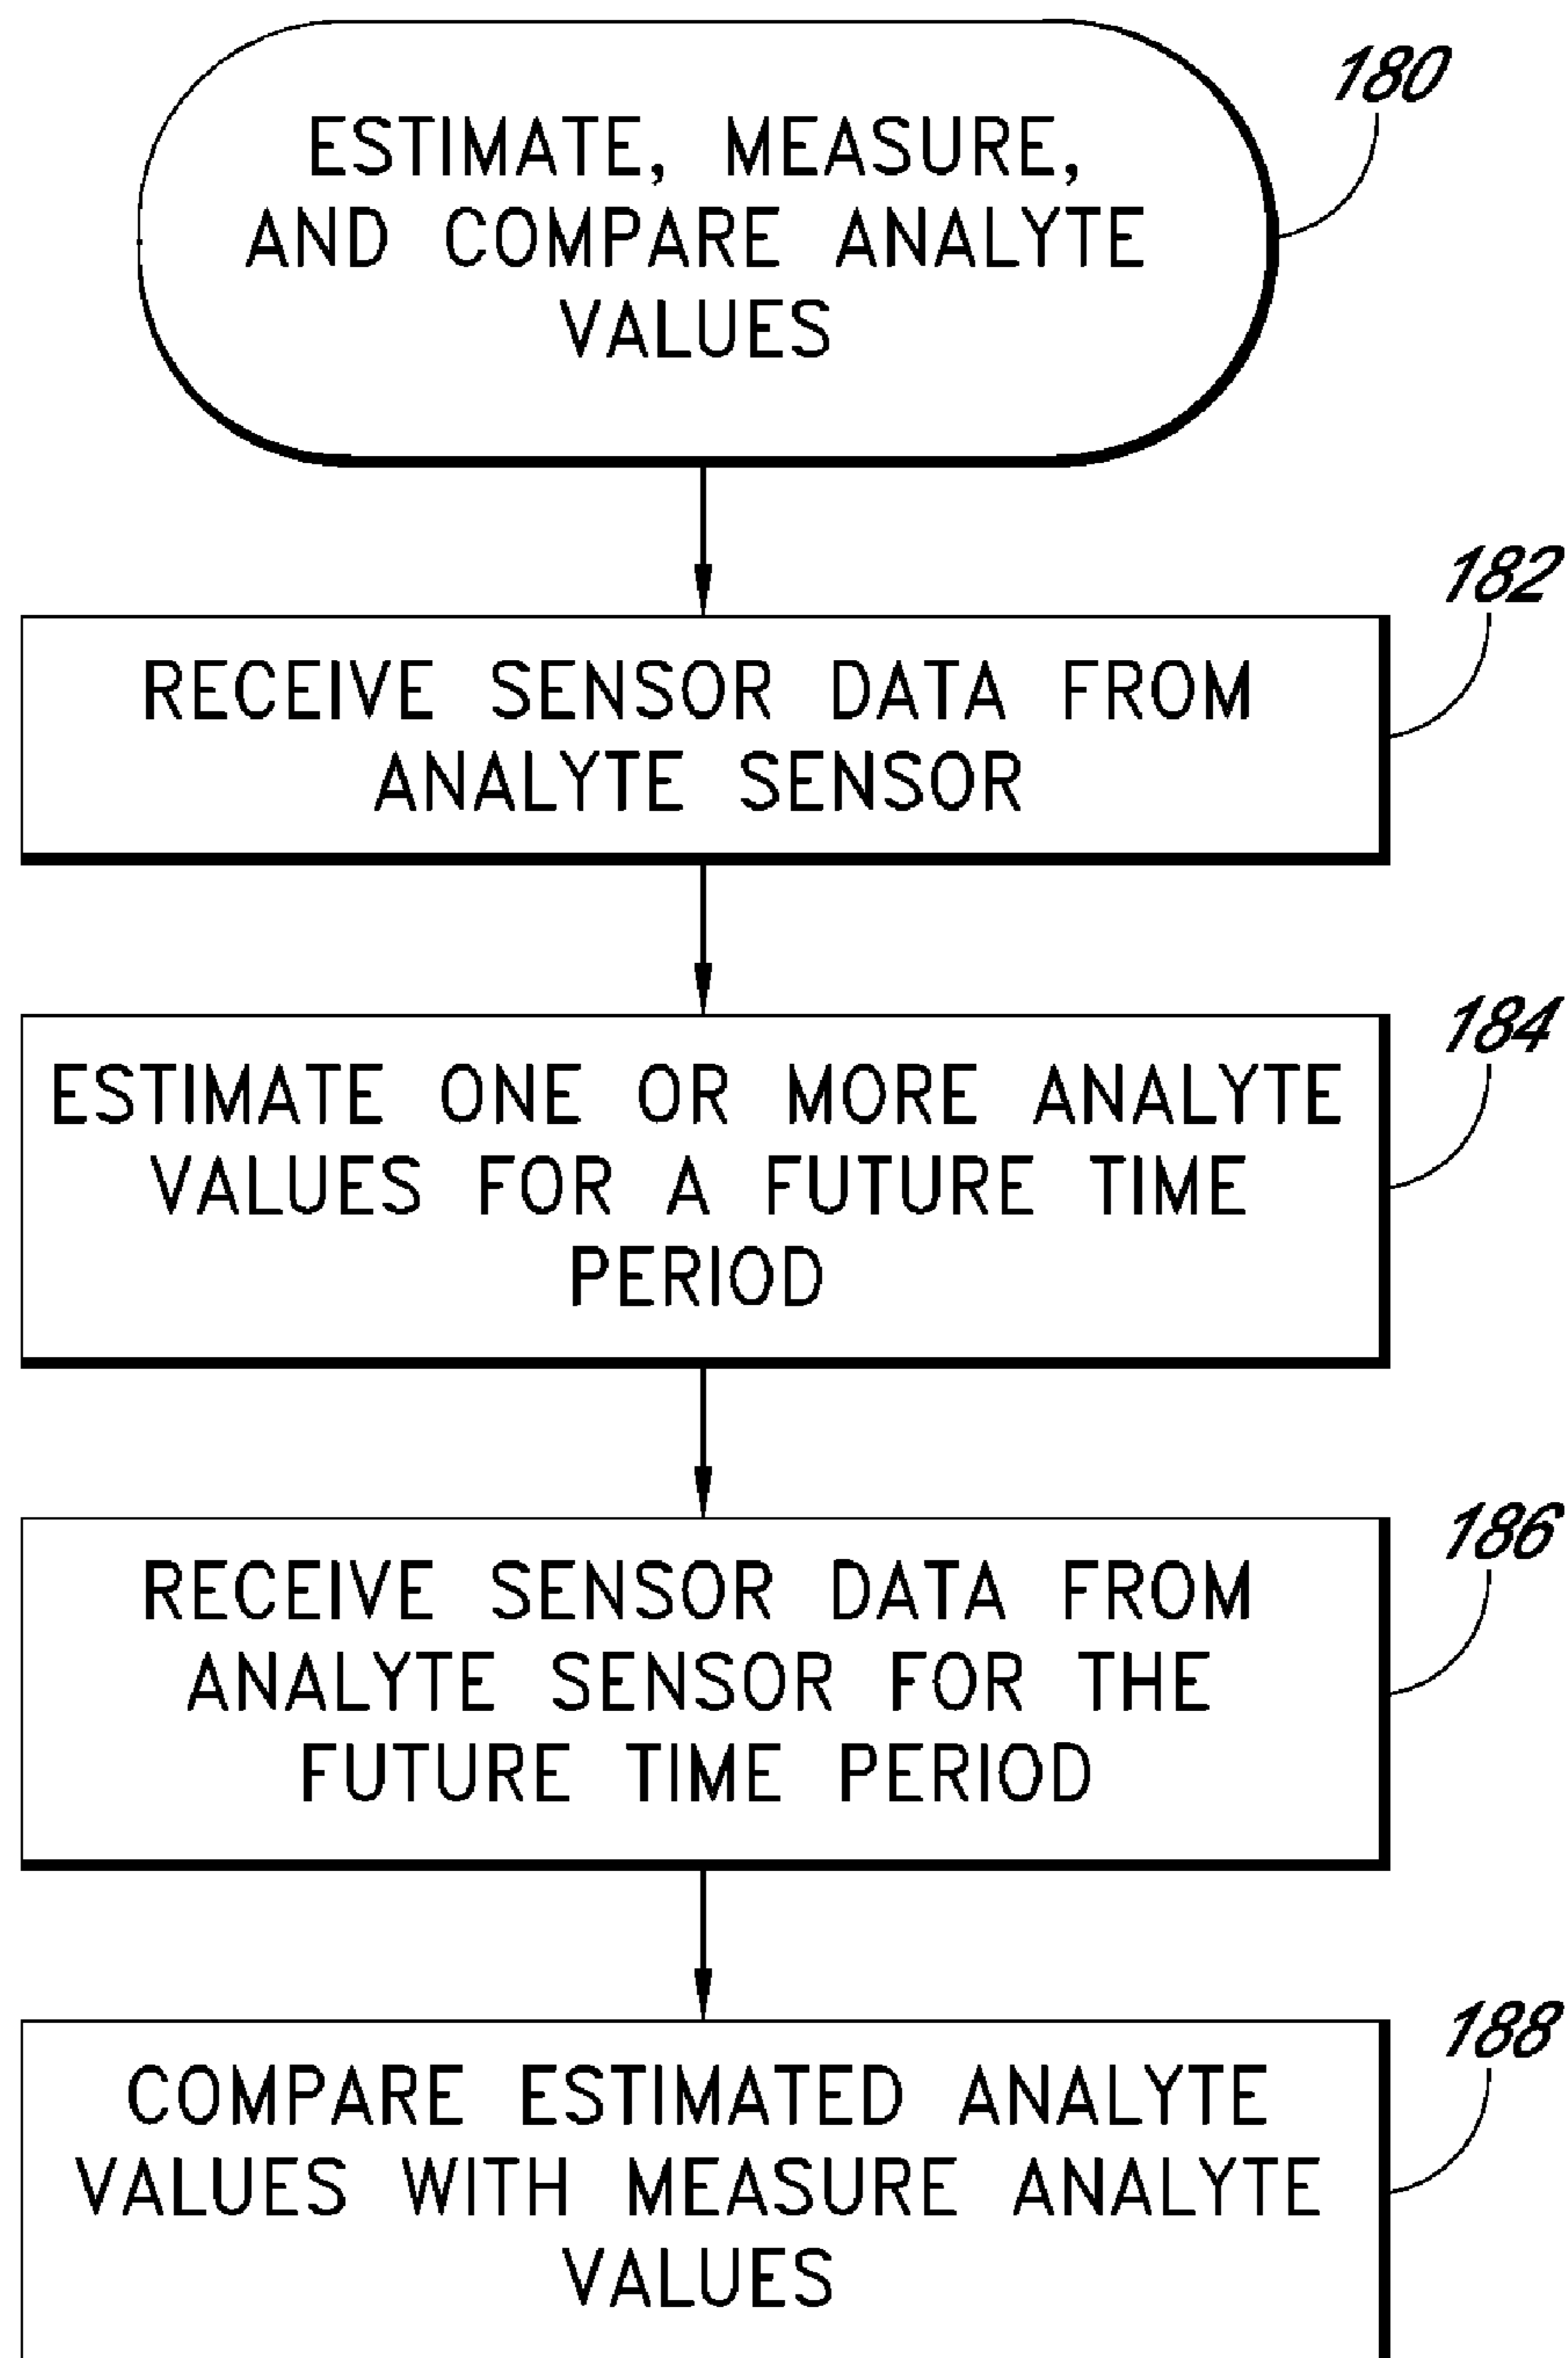 180
ESTIMATE, MEASURE,
AND COMPARE ANALYTE
VALUES
182
RECEIVE SENSOR DATA FROM
ANALYTE SENSOR
184
ESTIMATE ONE OR MORE ANALYTE
VALUES FOR A FUTURE TIME
PERIOD
186
RECEIVE SENSOR DATA FROM
ANALYTE SENSOR FOR THE
FUTURE TIME PERIOD
188
COMPARE ESTIMATED ANALYTE
VALUES WITH MEASURE ANALYTE
VALUES